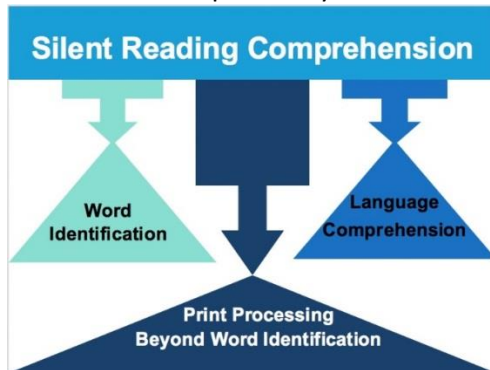 Silent Reading Comprehension
Word
Identification
Language
Comprehension
Print Processing
Beyond Word Identification